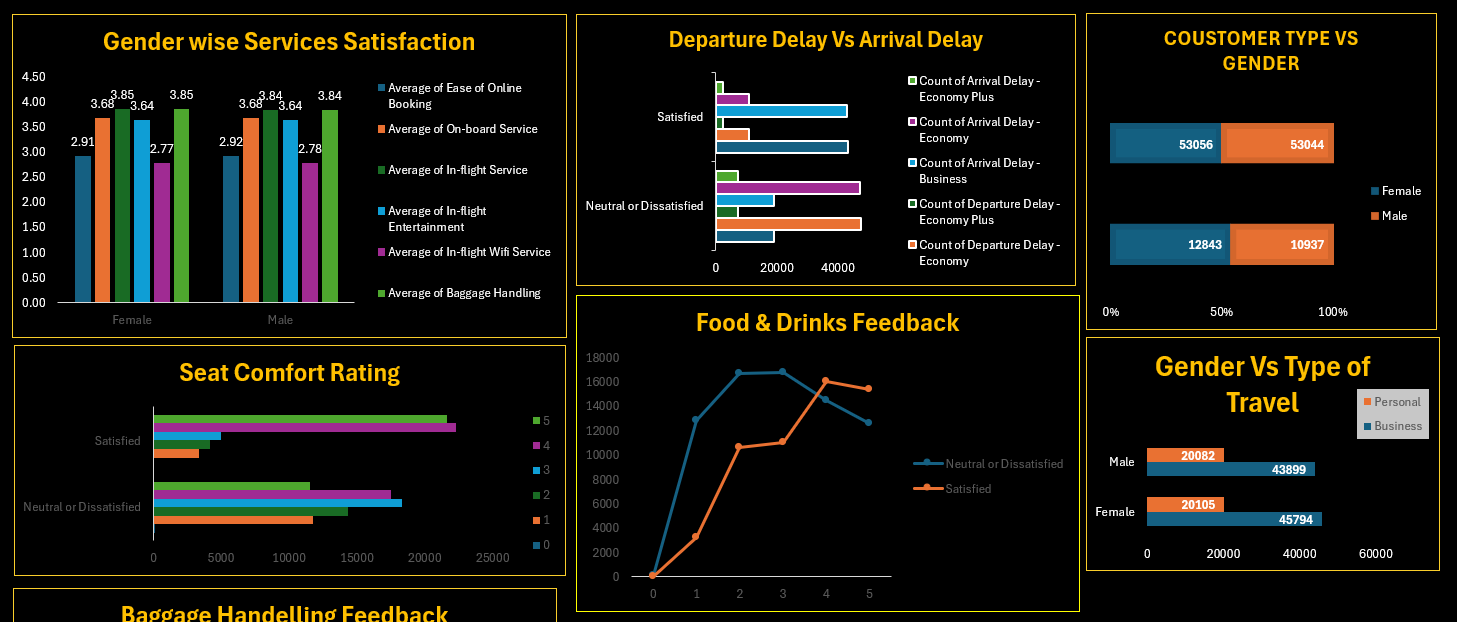 Gender wise Services Satisfaction
4.50
4.00
3.50
3.00
2.50
2.00
1.50
1.00
0.50
0.00
2.91
3.68
3.85
3.64
2.77
3.85
2.92
3.68
3.84
3.64
2.78
3.84
Female
Male
Average of Ease of Online
Booking
Average of On-board Service
Average of In-flight Service
Average of In-flight
Entertainment
Average of In-flight Wifi Service
Average of Baggage Handling
Departure Delay Vs Arrival Delay
Satisfied
Neutral or Dissatisfied
0
20000
40000
Count of Arrival Delay -
Economy Plus
Count of Arrival Delay -
Economy
Count of Arrival Delay -
Business
Count of Departure Delay -
Economy Plus
Count of Departure Delay -
Economy
COUSTOMER TYPE VS
GENDER
53056
53044
12843
10937
0%
50%
100%
Female
Male
Seat Comfort Rating
Satisfied
Neutral or Dissatisfied
0
5000
10000
15000
20000
25000
5
4
3
2
1
0
Food & Drinks Feedback
18000
16000
14000
12000
10000
8000
6000
4000
2000
0
0
1
2
3
4
5
Neutral or Dissatisfied
Satisfied
Gender Vs Type of
Travel
Personal
Business
Male
20082
43899
Female
20105
45794
0
20000
40000
60000
Baggage Handelling Feedback